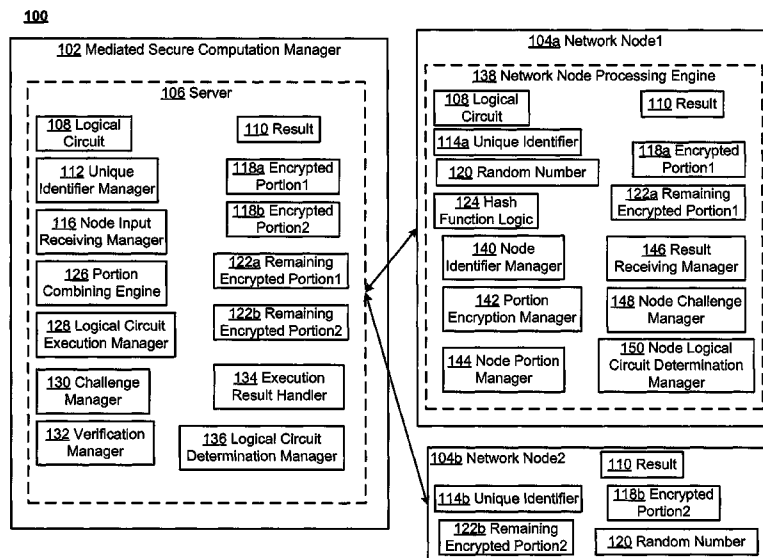 100
102 Mediated Secure Computation Manager
106 Server
108 Logical
Circuit
110 Result
112 Unique
Identifier Manager
118a Encrypted
Portion1
116 Node Input
Receiving Manager
118b Encrypted
Portion2
126 Portion
Combining Engine
122a Remaining
Encrypted Portion1
128 Logical Circuit
Execution Manager
122b Remaining
Encrypted Portion2
130 Challenge
Manager
134 Execution
Result Handler
132 Verification
Manager
136 Logical Circuit
Determination Manager
104a Network Node1
138 Network Node Processing Engine
108 Logical
Circuit
110 Result
114a Unique Identifier
118a Encrypted
Portion1
120 Random Number
122a Remaining
Encrypted Portion1
124 Hash
Function Logic
140 Node
Identifier Manager
146 Result
Receiving Manager
142 Portion
Encryption Manager
148 Node Challenge
Manager
144 Node Portion
Manager
150 Node Logical
Circuit Determination
Manager
104b Network Node2
110 Result
114b Unique Identifier
118b Encrypted
Portion2
122b Remaining
Encrypted Portion2
120 Random Number